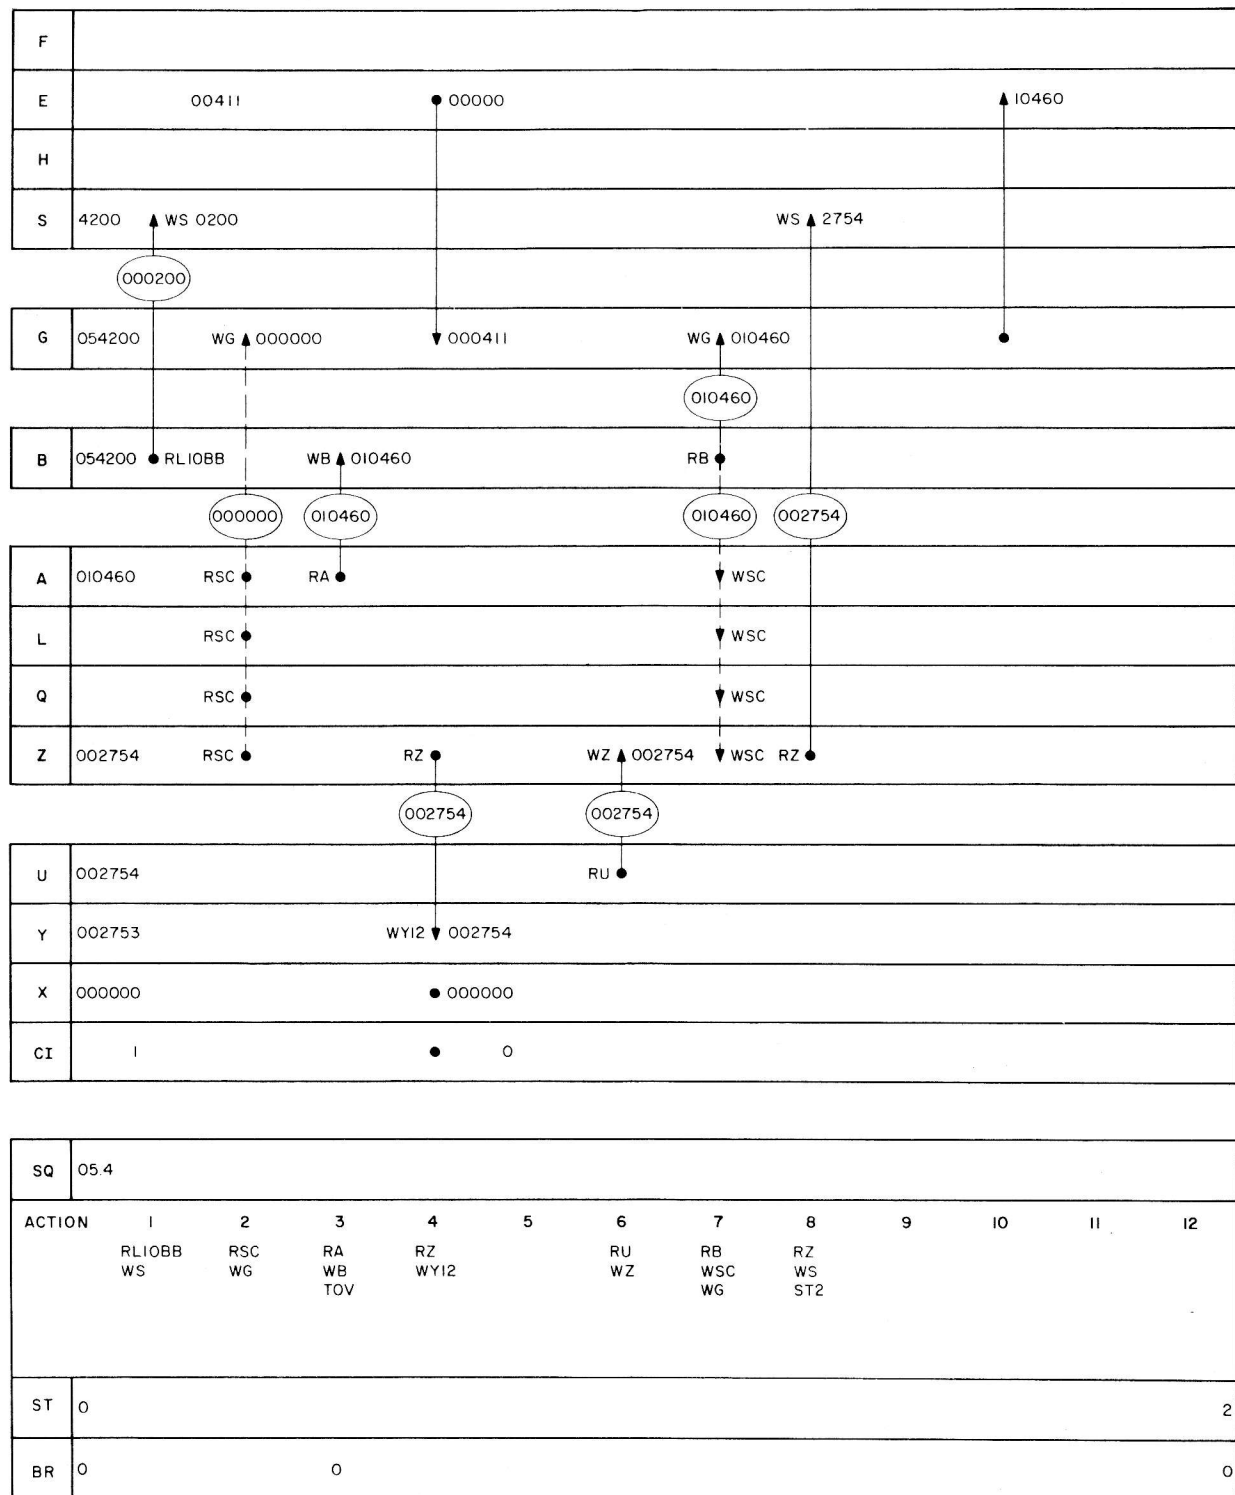 F
E 00411 00000 10460
H
S 4200 WS 0200 WS 2754
000200
G 054200 WG 000000 000411 WG 010460
010460
B 054200 RL10BB WB 010460 RB
000000 010460 010460 002754
A 010460 RSC RA WSC
L RSC WSC
Q RSC WSC
Z 002754 RSC RZ WZ 002754 WSC RZ
002754 002754
U 002754 RU
Y 002753 WY12 002754
X 000000 000000
CI 1 0
SQ 05.4
ACTION 1 2 3 4 5 6 7 8 9 10 11 12
RL10BB RSC RA RZ RU RB RZ
WS WG WB WY12 WZ WSC WS
TOV WG ST2
ST 0 2
BR 0 0 0